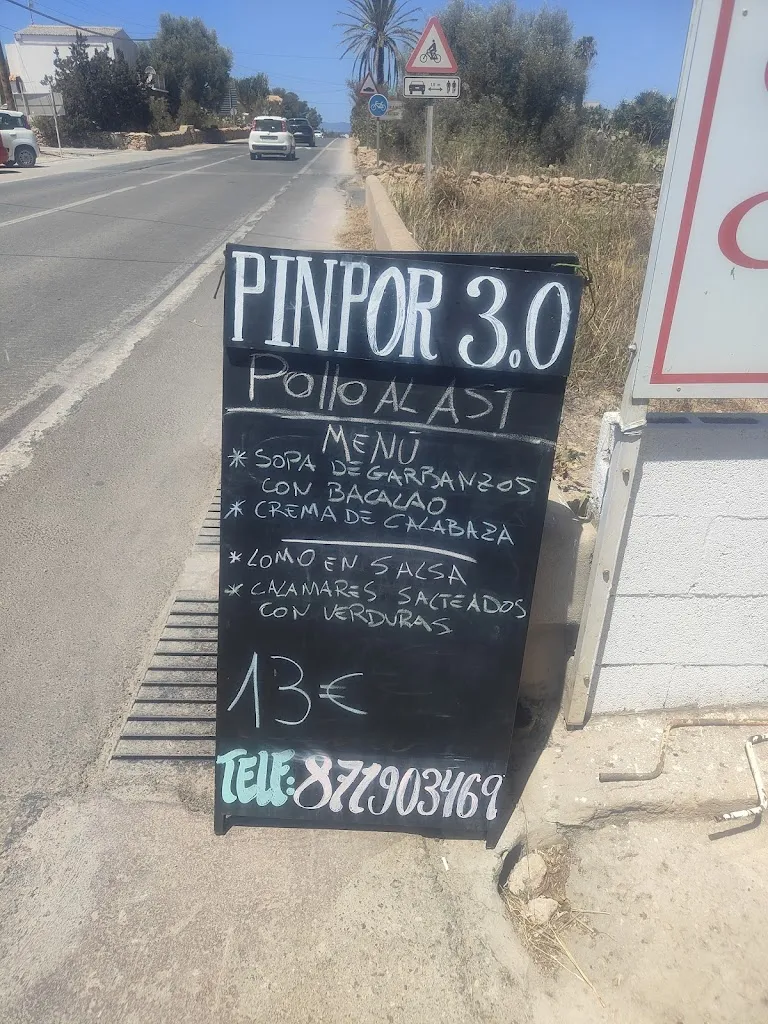 PINPOR 3.0
Pollo AL AST
MENÚ
* SOPA DE GARBANZOS
CON BACALAO
* CREMA DE CALABAZA
* LOMO EN SALSA
* CALAMARES SALTEADOS
CON VERDURAS
13€
TELF: 871903469